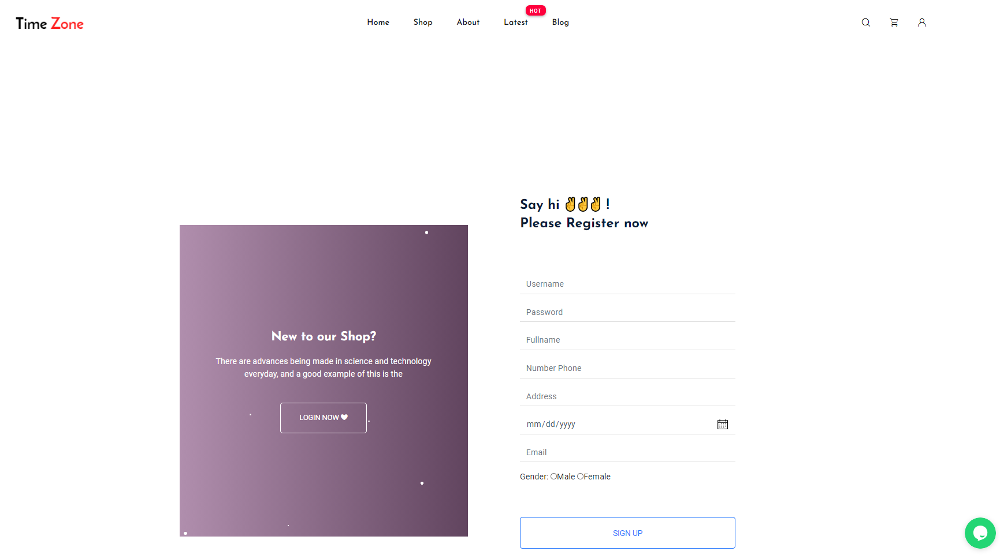 Time Zone
Home Shop About Latest HOT Blog
Say hi ✌✌✌ !
Please Register now
New to our Shop?
There are advances being made in science and technology
everyday, and a good example of this is the
LOGIN NOW ♥
Username
Password
Fullname
Number Phone
Address
mm/dd/yyyy
Email
Gender: Male Female
SIGN UP